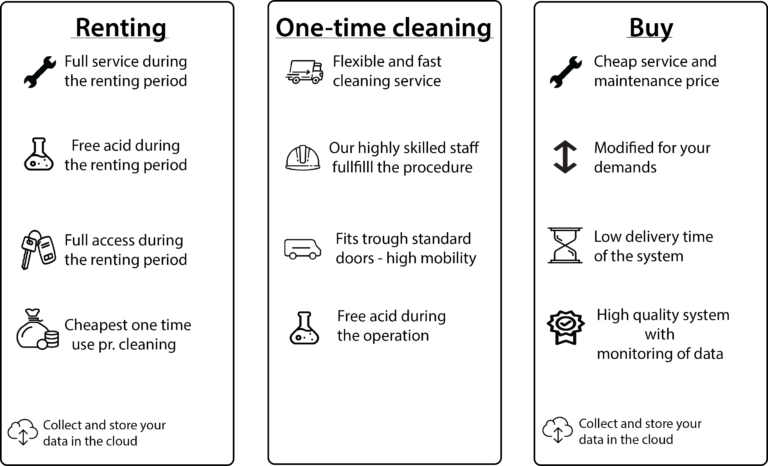 Renting
Full service during
the renting period
Free acid during
the renting period
Full access during
the renting period
Cheapest one time
use pr. cleaning
Collect and store your
data in the cloud
One-time cleaning
Flexible and fast
cleaning service
Our highly skilled staff
fullfilll the procedure
Fits trough standard
doors - high mobility
Free acid during
the operation
Buy
Cheap service and
maintenance price
Modified for your
demands
Low delivery time
of the system
High quality system
with
monitoring of data
Collect and store your
data in the cloud